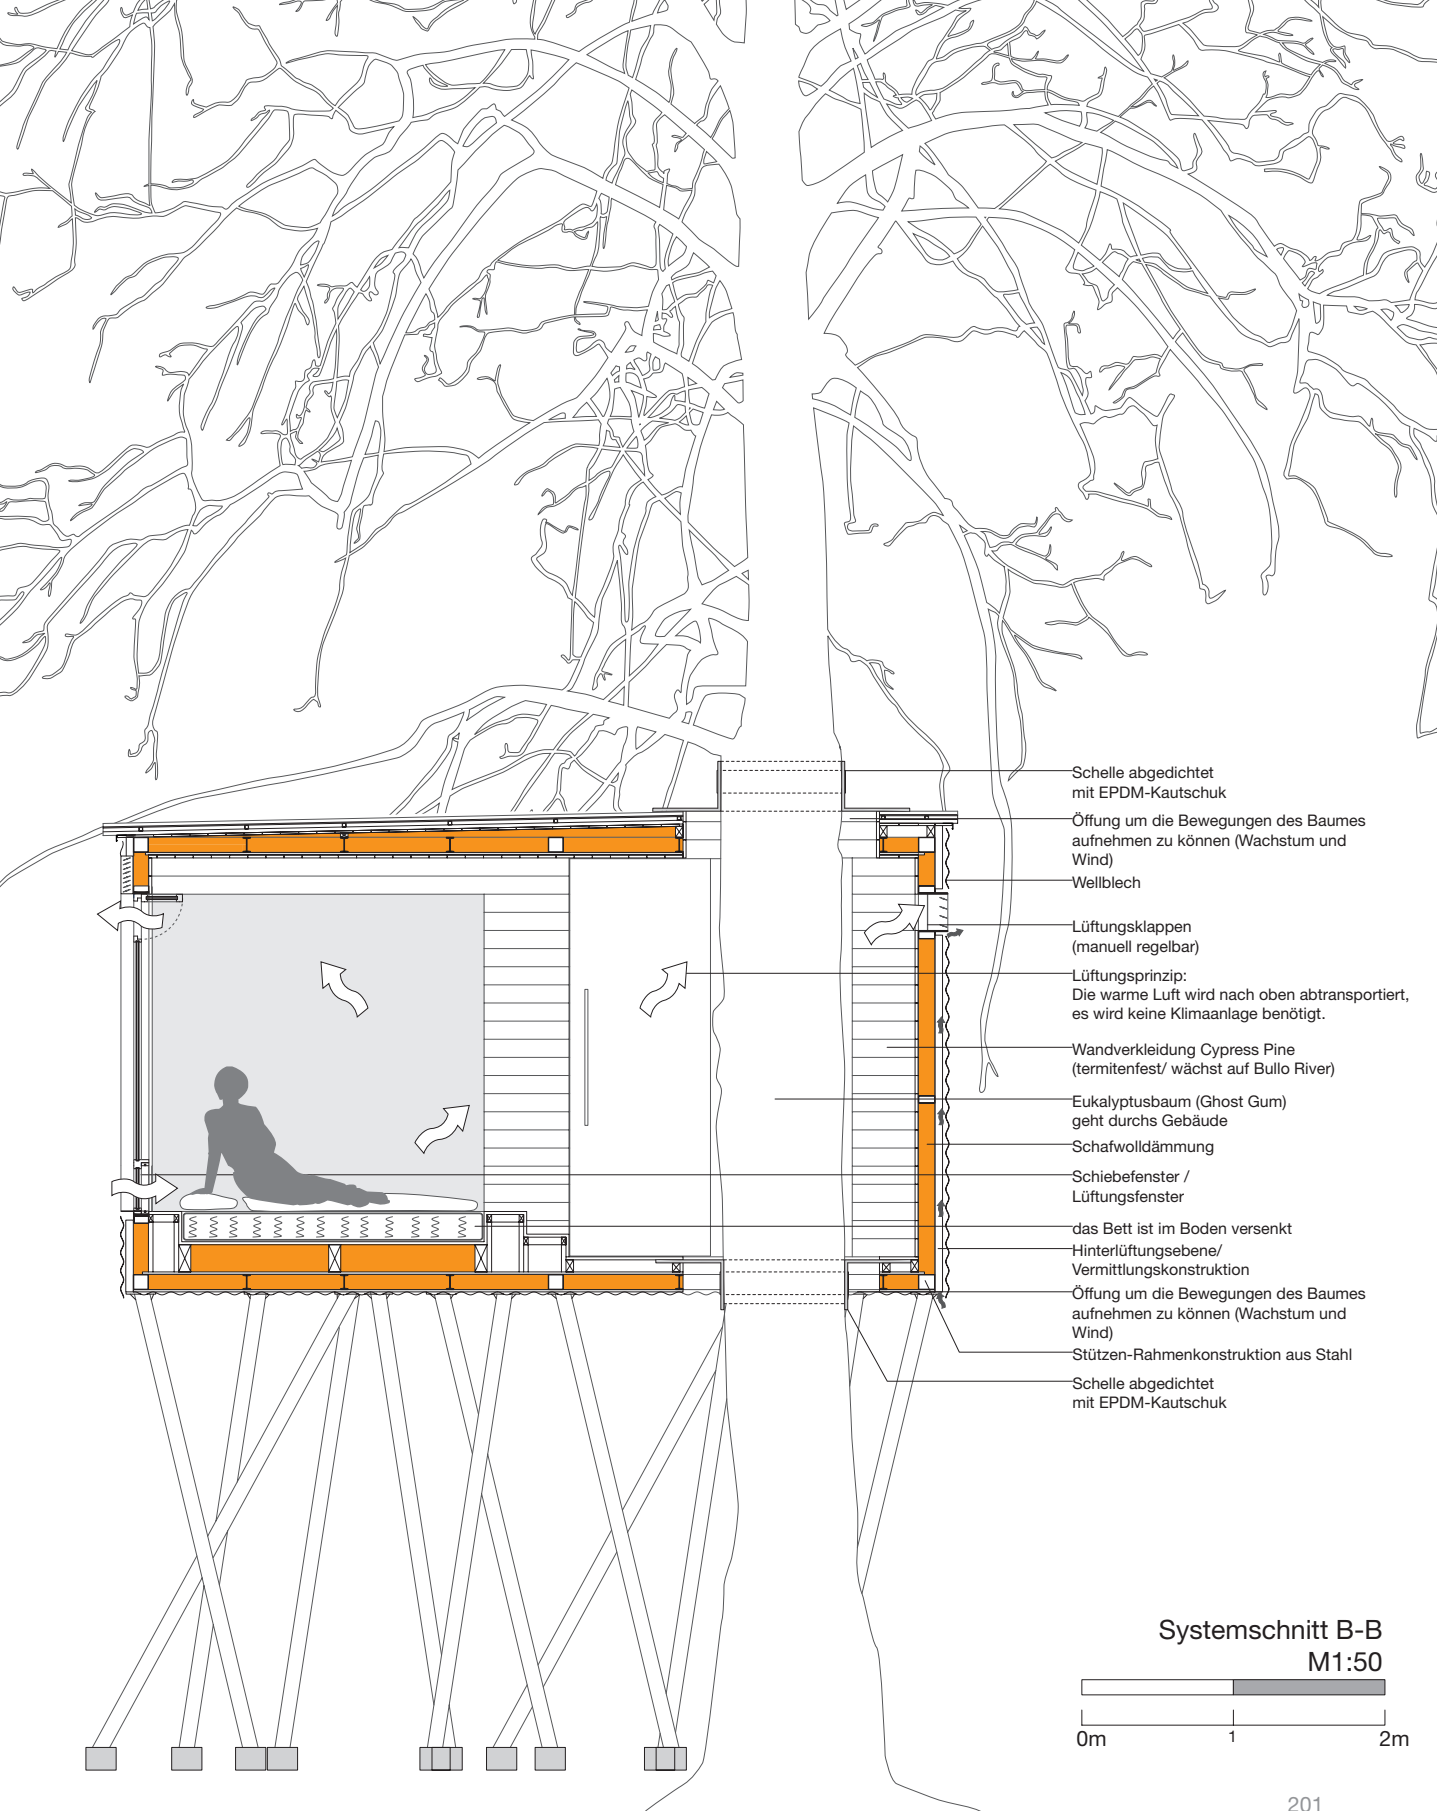 Schelle abgedichtet
mit EPDM-Kautschuk
Öffung um die Bewegungen des Baumes
aufnehmen zu können (Wachstum und
Wind)
Wellblech
Lüftungsklappen
(manuell regelbar)
Lüftungsprinzip:
Die warme Luft wird nach oben abtransportiert,
es wird keine Klimaanlage benötigt.
Wandverkleidung Cypress Pine
(termitenfest/ wächst auf Bullo River)
Eukalyptusbaum (Ghost Gum)
geht durchs Gebäude
Schafwolldämmung
Schiebefenster /
Lüftungsfenster
das Bett ist im Boden versenkt
Hinterlüftungsebene/
Vermittlungskonstruktion
Öffung um die Bewegungen des Baumes
aufnehmen zu können (Wachstum und
Wind)
Stützen-Rahmenkonstruktion aus Stahl
Schelle abgedichtet
mit EPDM-Kautschuk
Systemschnitt B-B
M1:50
0m 1 2m
201